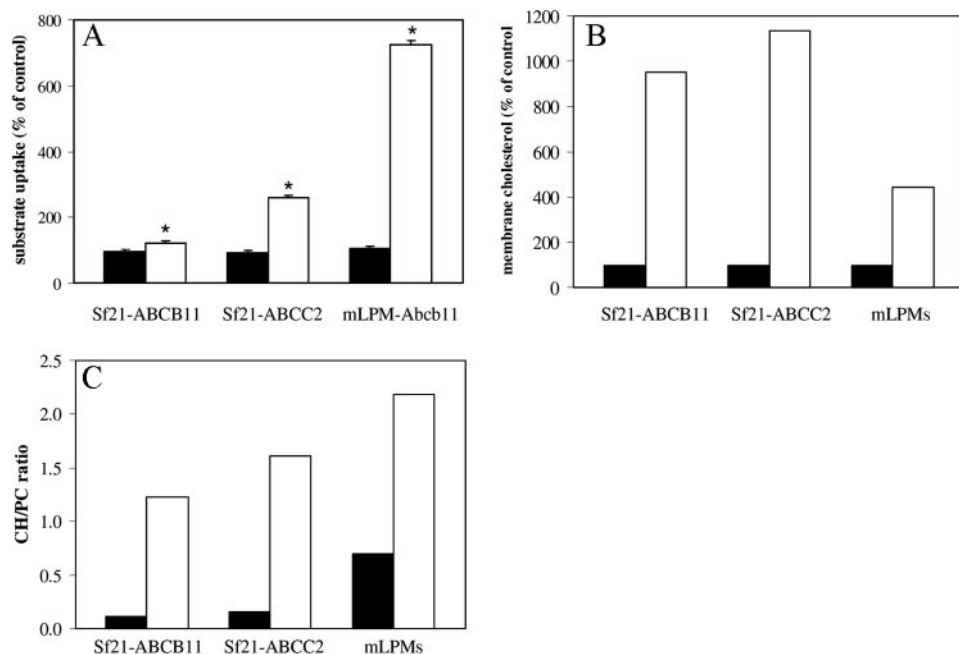 A
substrate uptake (% of control)
800
600
400
200
0
*
*
*
Sf21-ABCB11 Sf21-ABCC2 mLPM-Abcb11
B
membrane cholesterol (% of control
1200
1000
800
600
400
200
0
Sf21-ABCB11 Sf21-ABCC2 mLPMs
C
CH/PC ratio
2.5
2.0
1.5
1.0
0.5
0.0
Sf21-ABCB11 Sf21-ABCC2 mLPMs